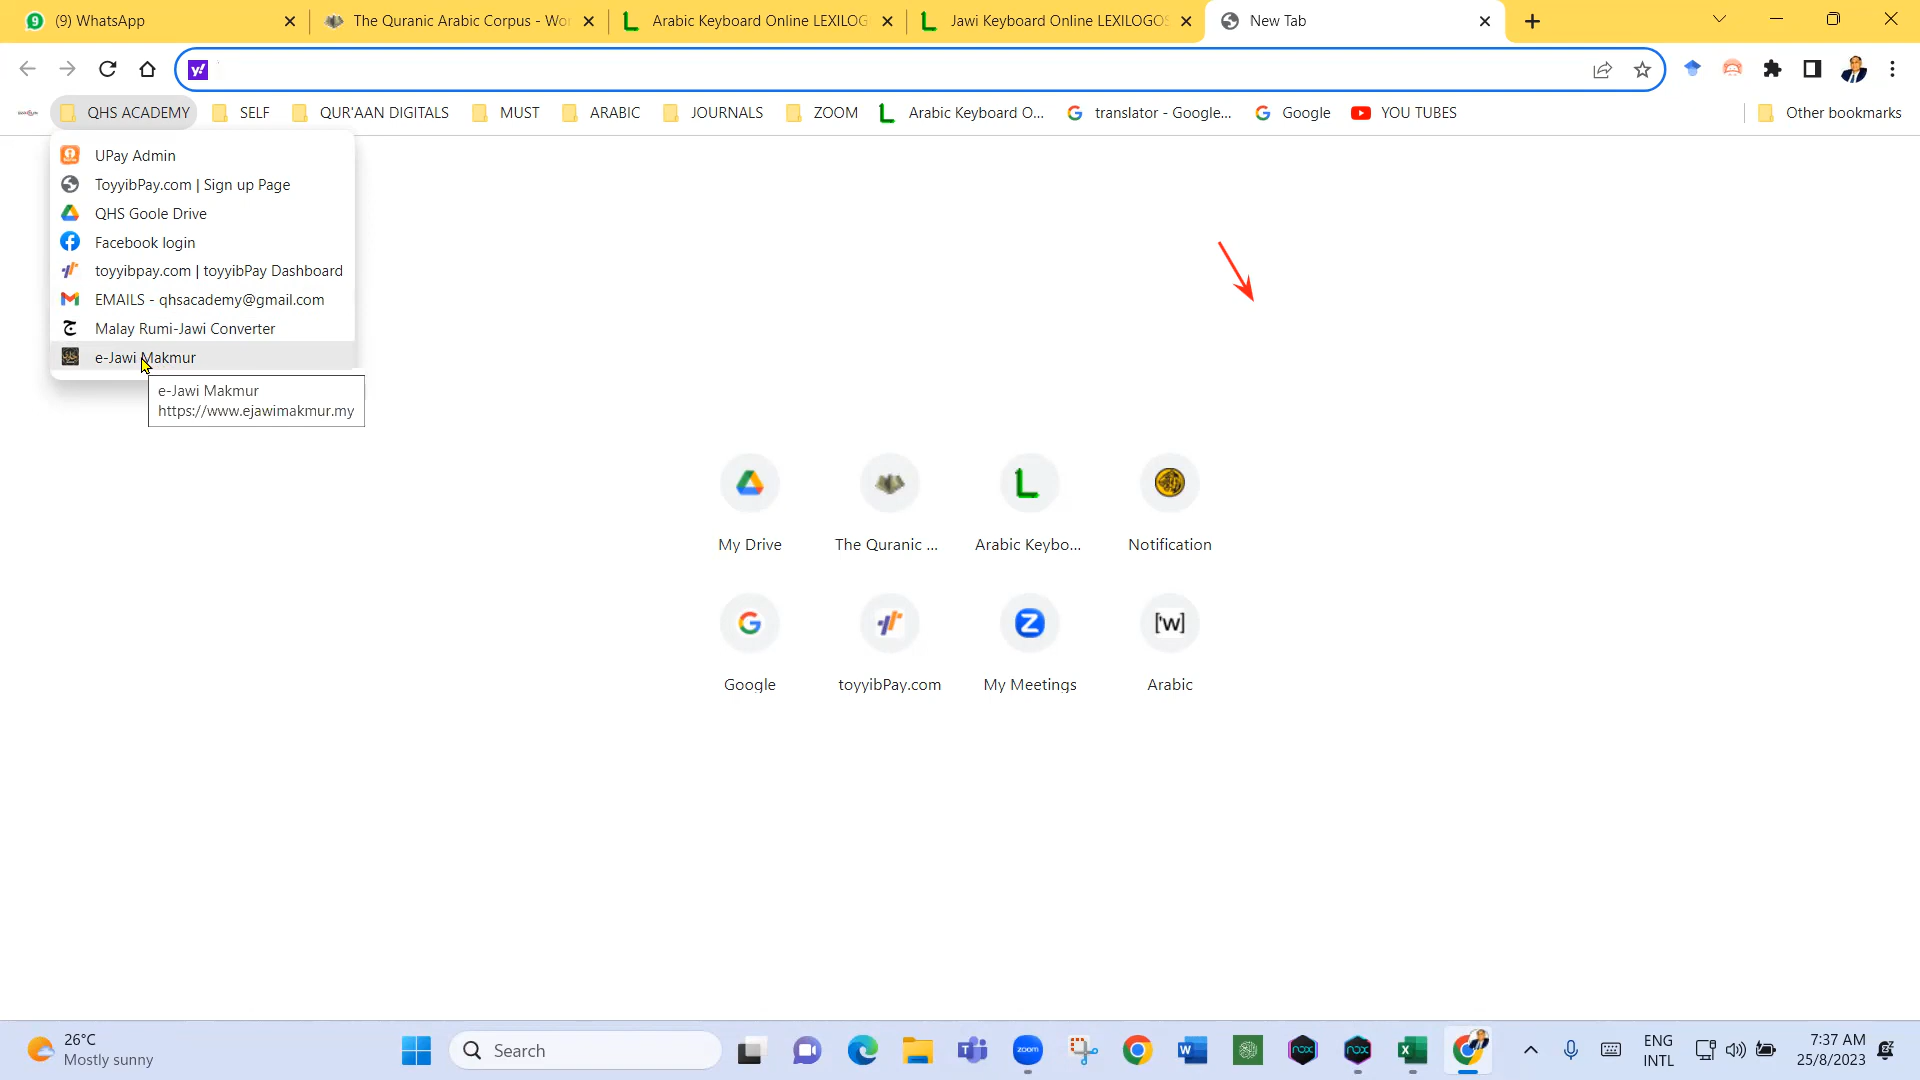 (9) WhatsApp
The Quranic Arabic Corpus - Wor
Arabic Keyboard Online LEXILOG
Jawi Keyboard Online LEXILOGOS
New Tab
QHS ACADEMY
SELF
QUR'AAN DIGITALS
MUST
ARABIC
JOURNALS
ZOOM
Arabic Keyboard O...
translator - Google...
Google
YOU TUBES
Other bookmarks
UPay Admin
ToyyibPay.com | Sign up Page
QHS Goole Drive
Facebook login
toyyibpay.com | toyyibPay Dashboard
EMAILS - qhsacademy@gmail.com
Malay Rumi-Jawi Converter
e-Jawi Makmur
e-Jawi Makmur
https://www.ejawimakmur.my
My Drive
The Quranic ...
Arabic Keybo...
Notification
['w]
Google
toyyibPay.com
My Meetings
Arabic
26°C
Mostly sunny
Search
zoom
ENG
INTL
7:37 AM
25/8/2023